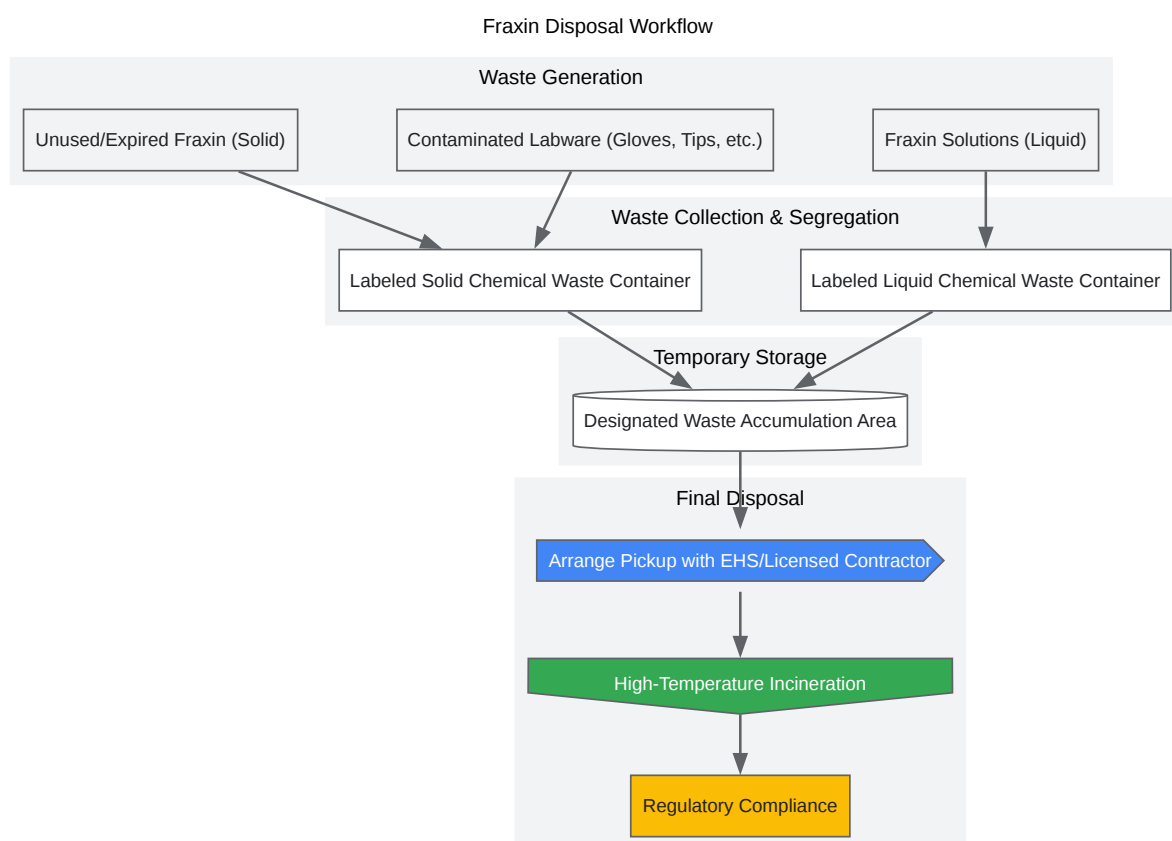 Fraxin Disposal Workflow
Waste Generation
Unused/Expired Fraxin (Solid)
Contaminated Labware (Gloves, Tips, etc.)
Fraxin Solutions (Liquid)
Waste Collection & Segregation
Labeled Solid Chemical Waste Container
Labeled Liquid Chemical Waste Container
Temporary Storage
Designated Waste Accumulation Area
Final Disposal
Arrange Pickup with EHS/Licensed Contractor
High-Temperature Incineration
Regulatory Compliance